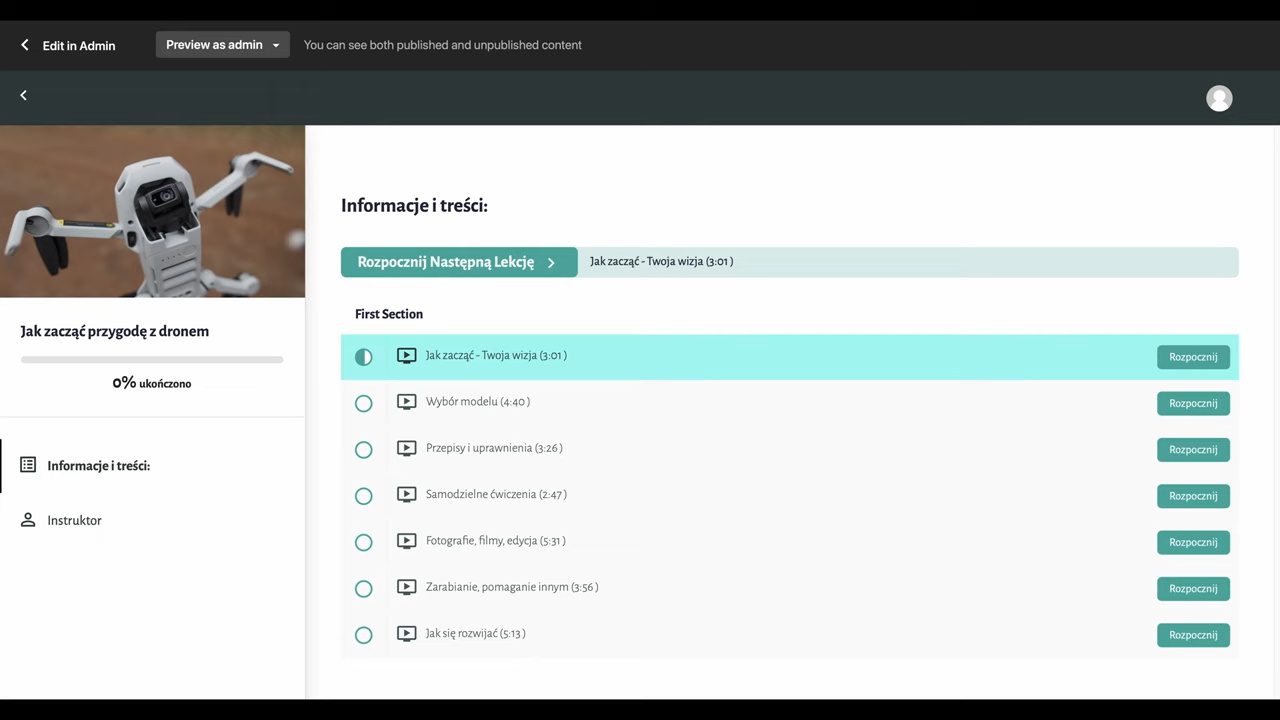 Edit in Admin
Preview as admin
You can see both published and unpublished content
Jak zacząć przygodę z dronem
0% ukończono
Informacje i treści:
Instruktor
Informacje i treści:
Rozpocznij Następną Lekcję
Jak zacząć - Twoja wizja (3:01 )
First Section
Jak zacząć - Twoja wizja (3:01 )
Rozpocznij
Wybór modelu (4:40 )
Rozpocznij
Przepisy i uprawnienia (3:26 )
Rozpocznij
Samodzielne ćwiczenia (2:47 )
Rozpocznij
Fotografie, filmy, edycja (5:31 )
Rozpocznij
Zarabianie, pomaganie innym (3:56 )
Rozpocznij
Jak się rozwijać (5:13 )
Rozpocznij